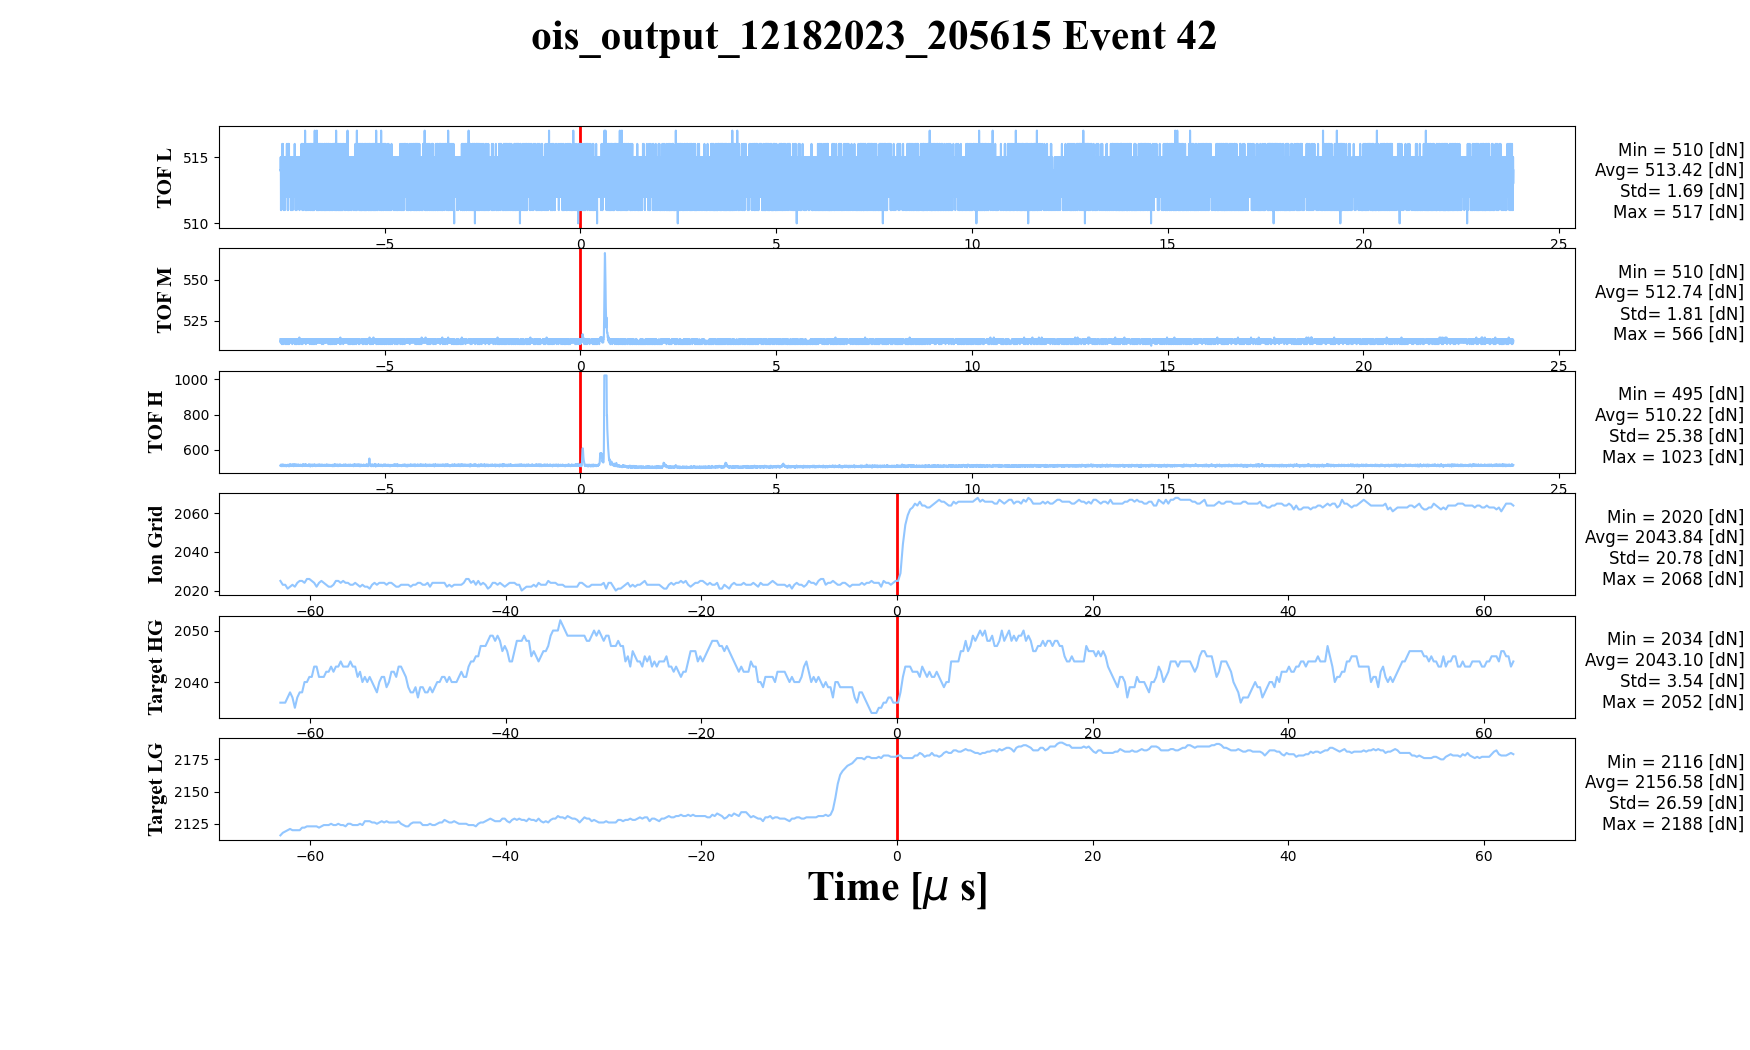 ois_output_12182023_205615 Event 42
TOF L
515
510
−5
0
5
10
15
20
25
Min = 510 [dN]
Avg= 513.42 [dN]
Std= 1.69 [dN]
Max = 517 [dN]
TOF M
550
525
−5
0
5
10
15
20
25
Min = 510 [dN]
Avg= 512.74 [dN]
Std= 1.81 [dN]
Max = 566 [dN]
TOF H
1000
800
600
−5
0
5
10
15
20
25
Min = 495 [dN]
Avg= 510.22 [dN]
Std= 25.38 [dN]
Max = 1023 [dN]
Ion Grid
2060
2040
2020
−60
−40
−20
0
20
40
60
Min = 2020 [dN]
Avg= 2043.84 [dN]
Std= 20.78 [dN]
Max = 2068 [dN]
Target HG
2050
2040
−60
−40
−20
0
20
40
60
Min = 2034 [dN]
Avg= 2043.10 [dN]
Std= 3.54 [dN]
Max = 2052 [dN]
Target LG
2175
2150
2125
−60
−40
−20
0
20
40
60
Min = 2116 [dN]
Avg= 2156.58 [dN]
Std= 26.59 [dN]
Max = 2188 [dN]
Time [μ s]